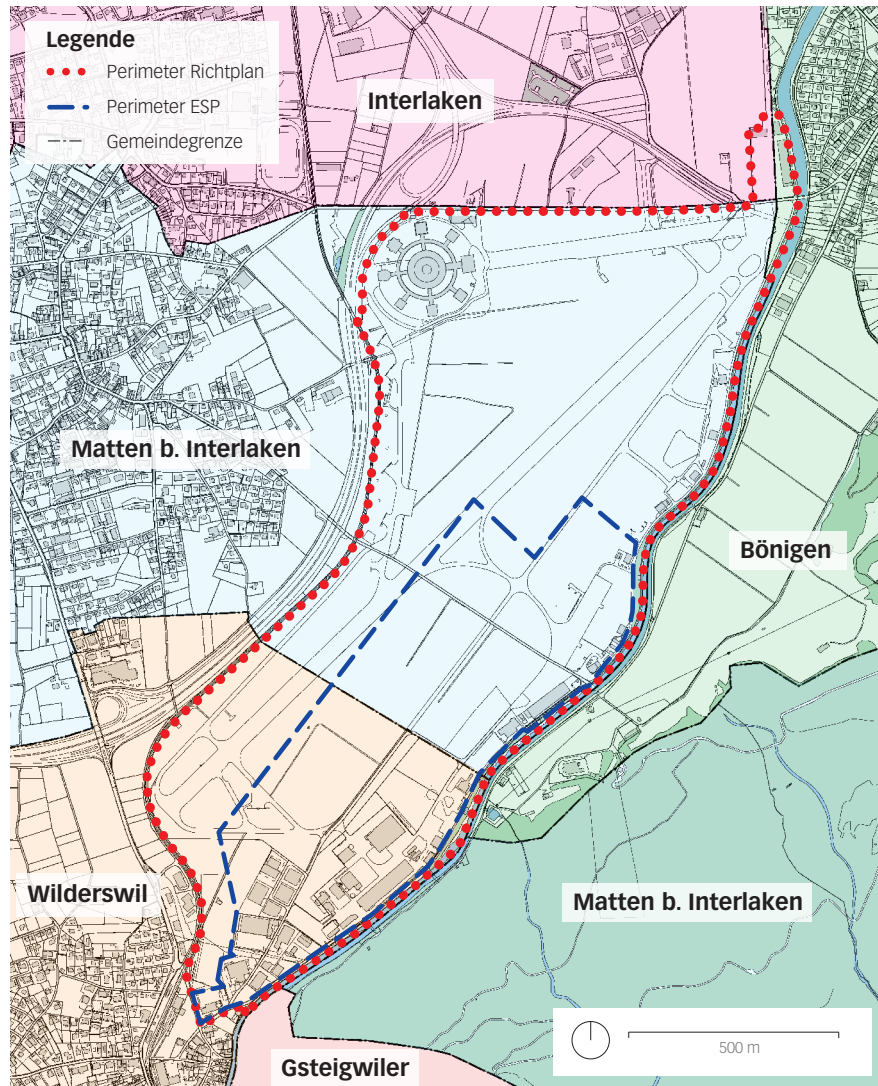 Legende
Perimeter Richtplan
Perimeter ESP
Gemeindegrenze
Interlaken
Matten b. Interlaken
Bönigen
Wilderswil
Matten b. Interlaken
500 m
Gsteigwiler